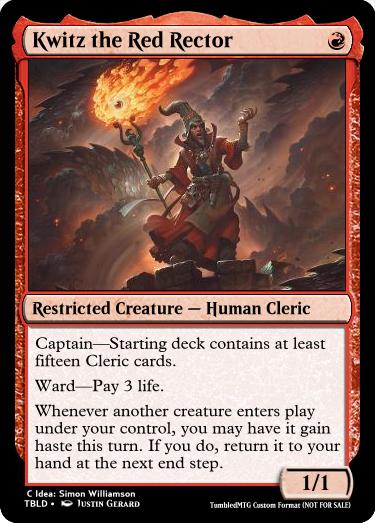 Kwitz the Red Rector
Restricted Creature — Human Cleric
Captain—Starting deck contains at least
fifteen Cleric cards.
Ward—Pay 3 life.
Whenever another creature enters play
under your control, you may have it gain
haste this turn. If you do, return it to your
hand at the next end step.
1/1
C Idea: Simon Williamson
TBLD • Justin Gerard
TumbledMTG Custom Format (NOT FOR SALE)